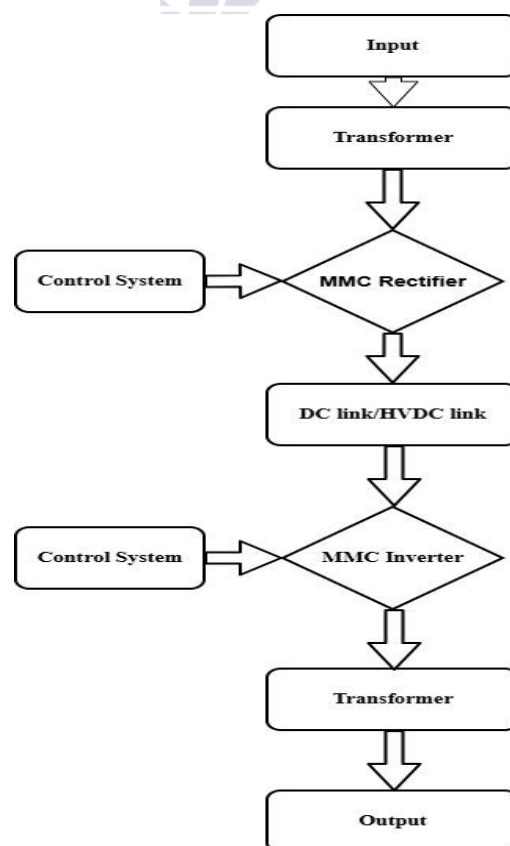 Input
Transformer
Control System
MMC Rectifier
DC link/HVDC link
Control System
MMC Inverter
Transformer
Output